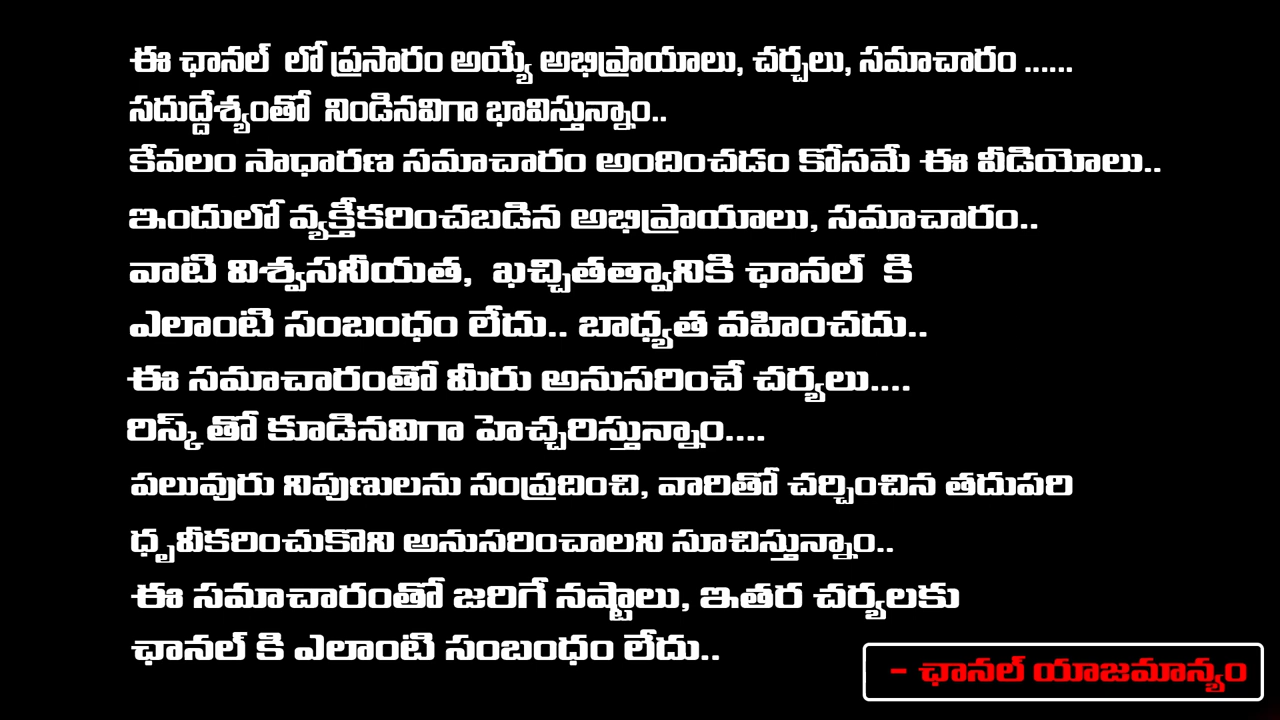 ఈ ఛానల్ లో ప్రసారం అయ్యే అభిప్రాయాలు, చర్చలు, సమాచారం ......
సదుద్దేశ్యంతో నిండినవిగా భావిస్తున్నాం..
కేవలం సాధారణ సమాచారం అందించడం కోసమే ఈ వీడియోలు..
ఇందులో వ్యక్తీకరించబడిన అభిప్రాయాలు, సమాచారం..
వాటి విశ్వసనీయత, ఖచ్చితత్వానికి ఛానల్ కి
ఎలాంటి సంబంధం లేదు.. బాధ్యత వహించదు..
ఈ సమాచారంతో మీరు అనుసరించే చర్యలు....
రిస్క్ తో కూడినవిగా హెచ్చరిస్తున్నాం....
పలువురు నిపుణులను సంప్రదించి, వారితో చర్చించిన తదుపరి
ధృవీకరించుకొని అనుసరించాలని సూచిస్తున్నాం..
ఈ సమాచారంతో జరిగే నష్టాలు, ఇతర చర్యలకు
ఛానల్ కి ఎలాంటి సంబంధం లేదు..
- ఛానల్ యాజమాన్యం